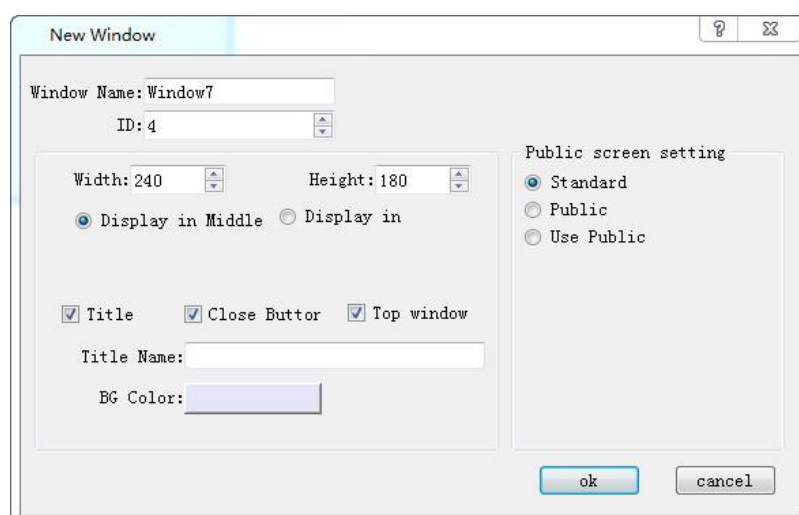 New Window
Window Name: Window7
ID: 4
Width: 240 Height: 180
Display in Middle Display in
Title Close Buttor Top window
Title Name:
BG Color:
Public screen setting
Standard
Public
Use Public
ok cancel